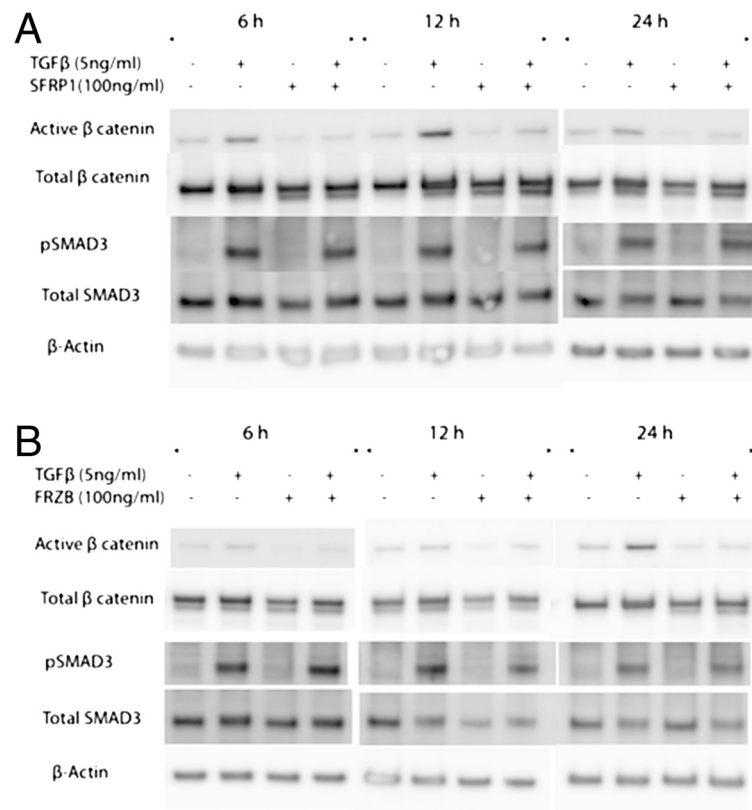 A
6 h 12 h 24 h
TGFβ (5ng/ml) - + - + - + - + - + - +
SFRP1(100ng/ml) - - + + - - + + - - + +
Active β catenin
Total β catenin
pSMAD3
Total SMAD3
β-Actin
B
6 h 12 h 24 h
TGFβ (5ng/ml) - + - + - + - + - + - +
FRZB (100ng/ml) - - + + - - + + - - + +
Active β catenin
Total β catenin
pSMAD3
Total SMAD3
β-Actin